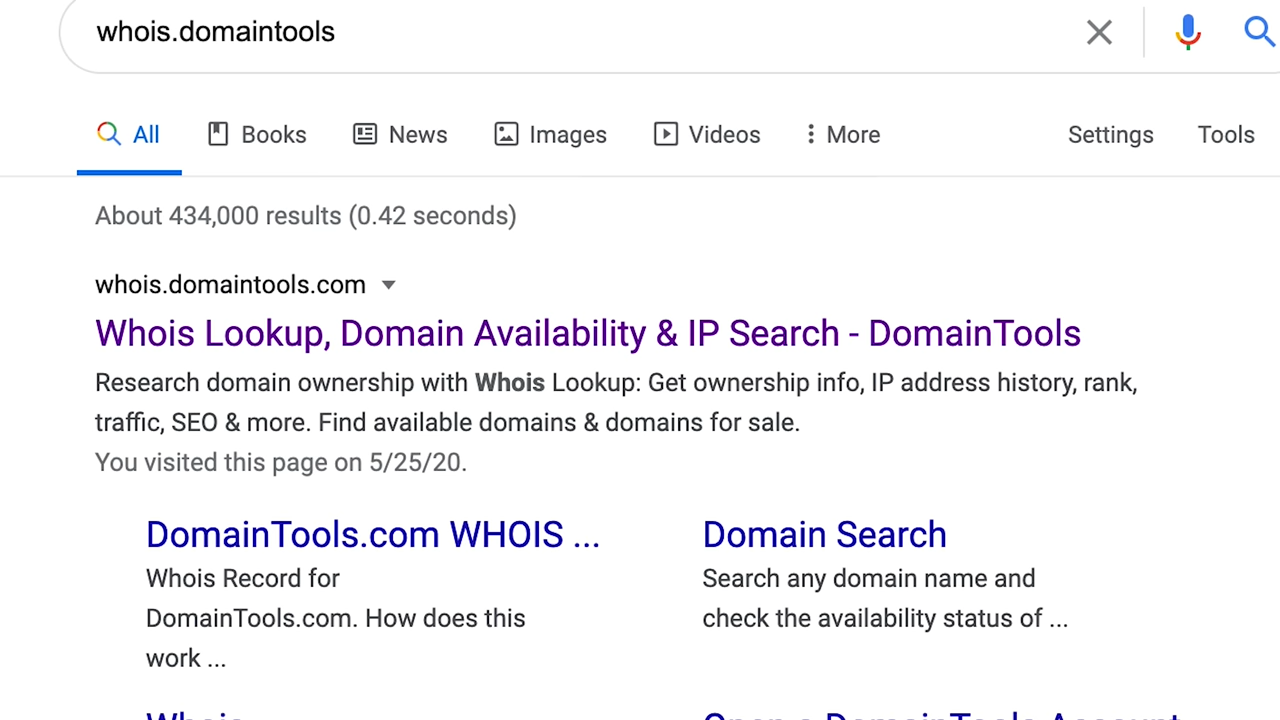 whois.domaintools
All Books News Images Videos More Settings Tools
About 434,000 results (0.42 seconds)
whois.domaintools.com
Whois Lookup, Domain Availability & IP Search - DomainTools
Research domain ownership with Whois Lookup: Get ownership info, IP address history, rank,
traffic, SEO & more. Find available domains & domains for sale.
You visited this page on 5/25/20.
DomainTools.com WHOIS ...
Whois Record for
DomainTools.com. How does this
work ...
Domain Search
Search any domain name and
check the availability status of ...
Whois
Open a DomainTools Account